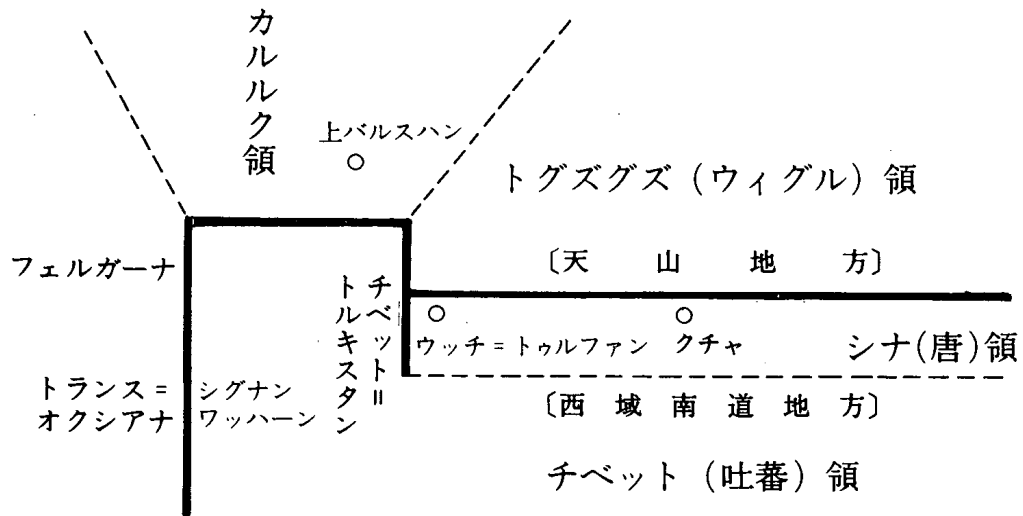 カルルク領
上バルスハン
トグズグズ（ウィグル）領
フェルガーナ
〔天山地方〕
チベット＝
トルキスタン
ウッチ＝トゥルファン
クチャ
シナ(唐)領
トランス＝
オクシアナ
シグナン
ワッハーン
〔西域南道地方〕
チベット（吐蕃）領